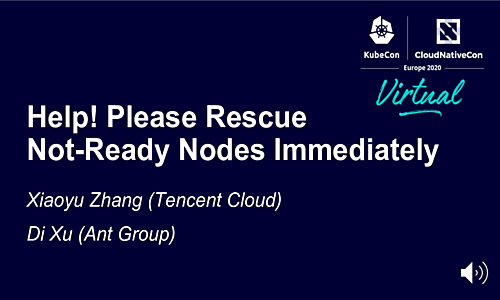 KubeCon
CloudNativeCon
Europe 2020
Virtual
Help! Please Rescue
Not-Ready Nodes Immediately
Xiaoyu Zhang (Tencent Cloud)
Di Xu (Ant Group)